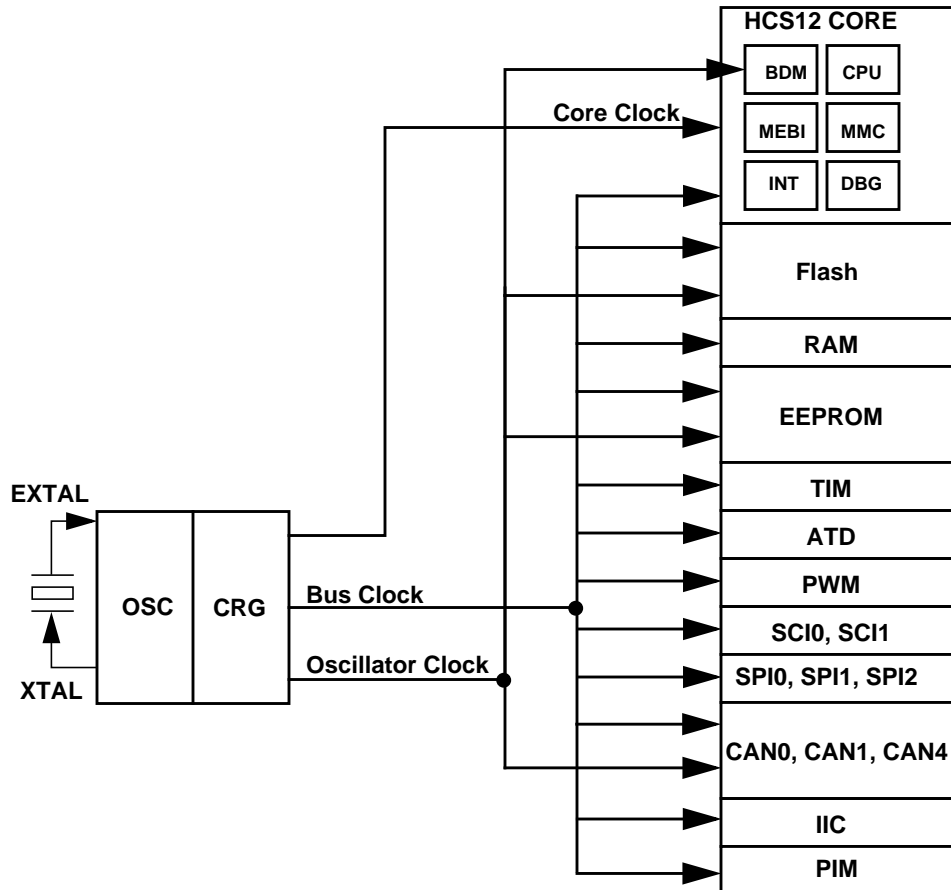 HCS12 CORE
BDM
CPU
Core Clock
MEBI
MMC
INT
DBG
Flash
RAM
EEPROM
EXTAL
TIM
ATD
OSC
CRG
Bus Clock
PWM
SCI0, SCI1
Oscillator Clock
XTAL
SPI0, SPI1, SPI2
CAN0, CAN1, CAN4
IIC
PIM